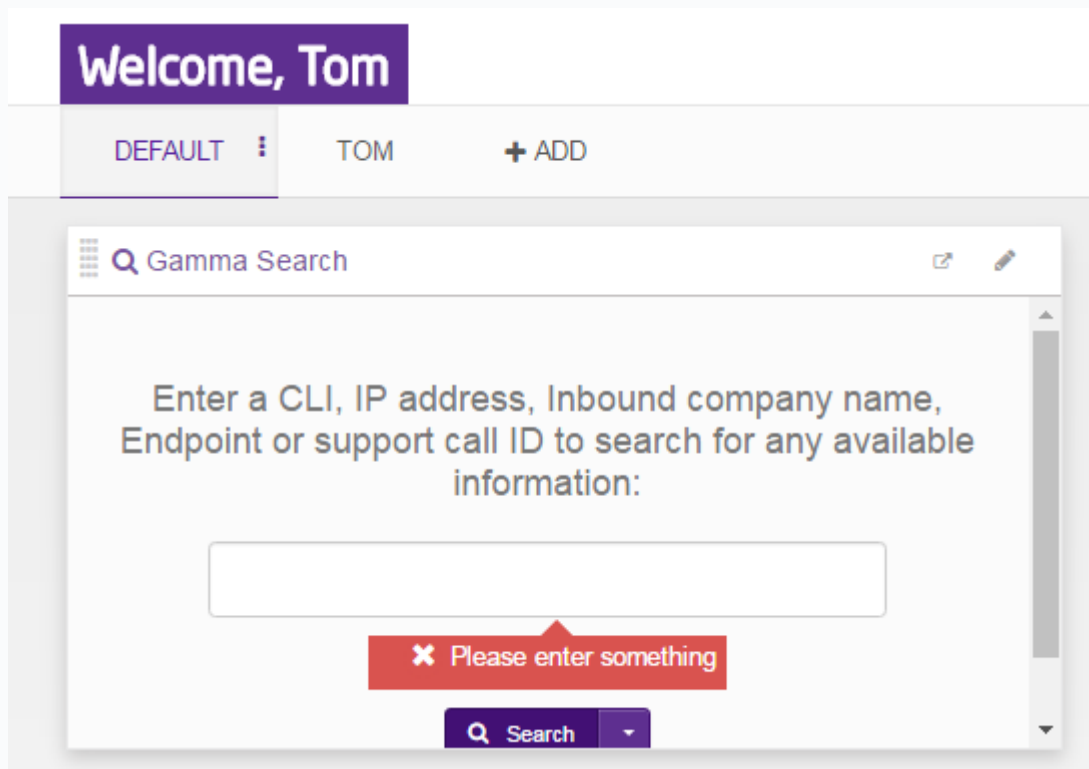 Welcome, Tom
DEFAULT TOM + ADD
Gamma Search
Enter a CLI, IP address, Inbound company name,
Endpoint or support call ID to search for any available
information:
Please enter something
Search